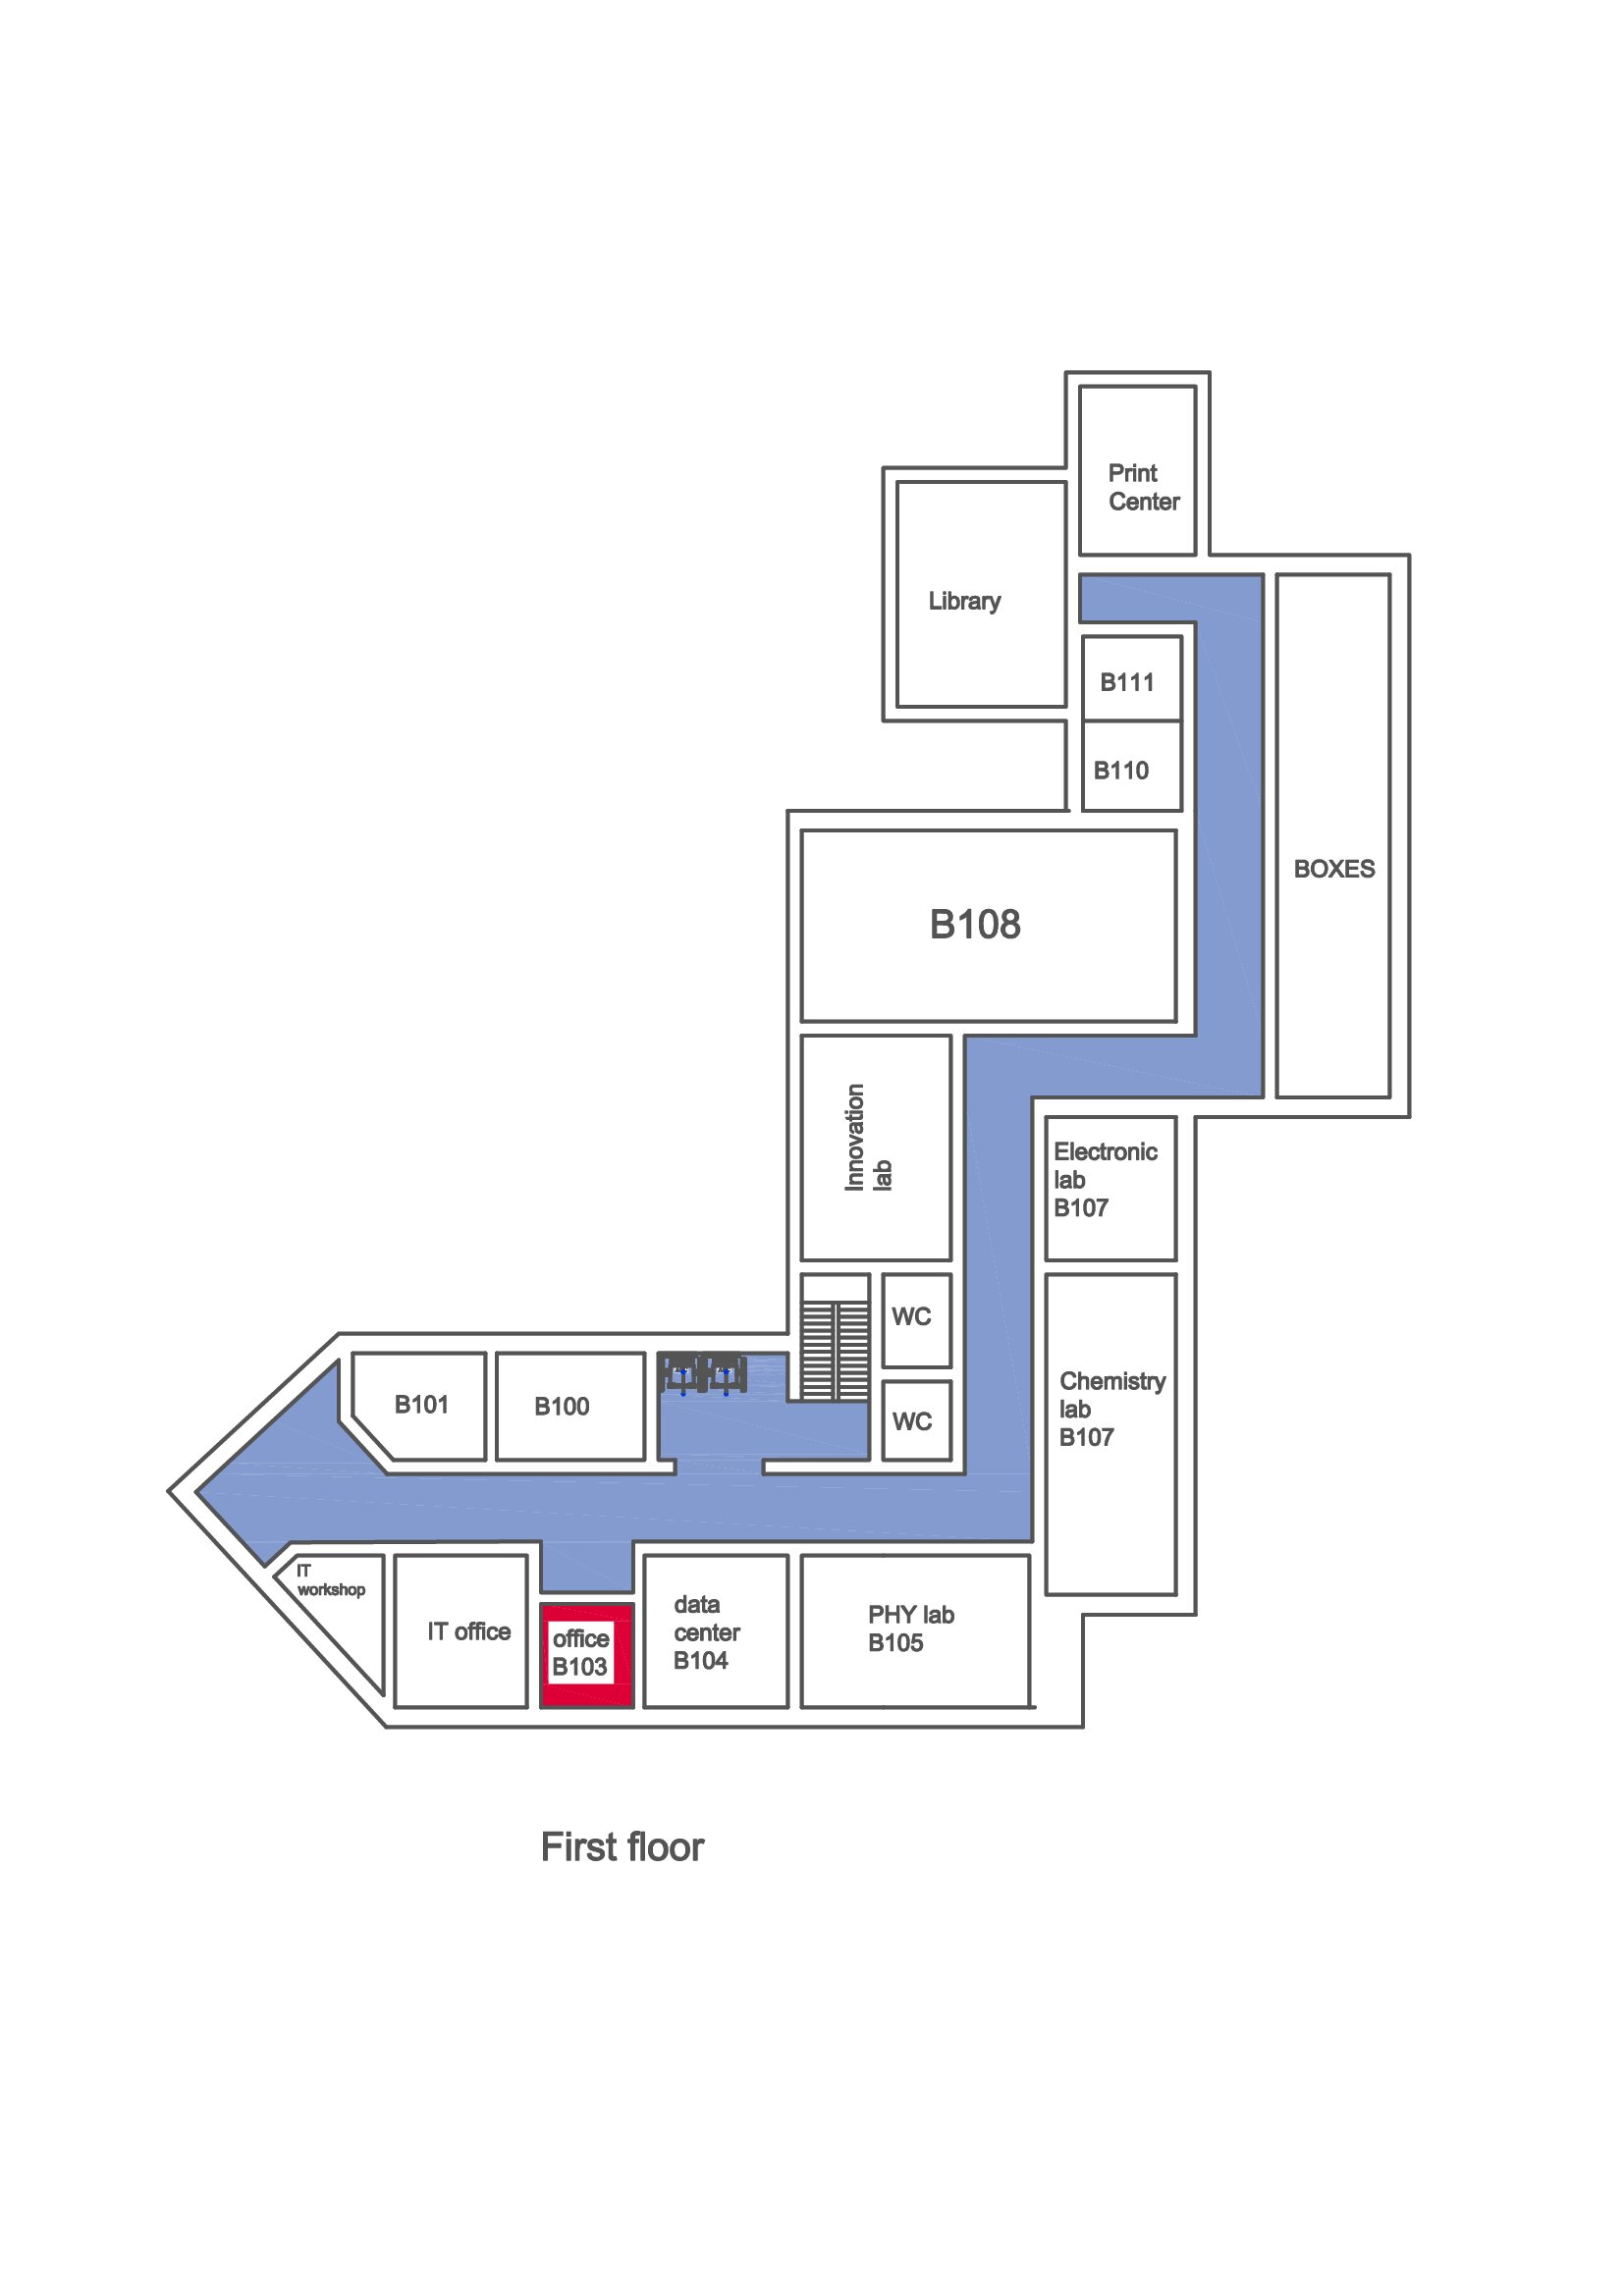 Print
Center
Library
B111
B110
BOXES
B108
Innovation
lab
Electronic
lab
B107
WC
Chemistry
lab
B107
B101
B100
WC
IT
workshop
IT office
office
B103
data
center
B104
PHY lab
B105
First floor